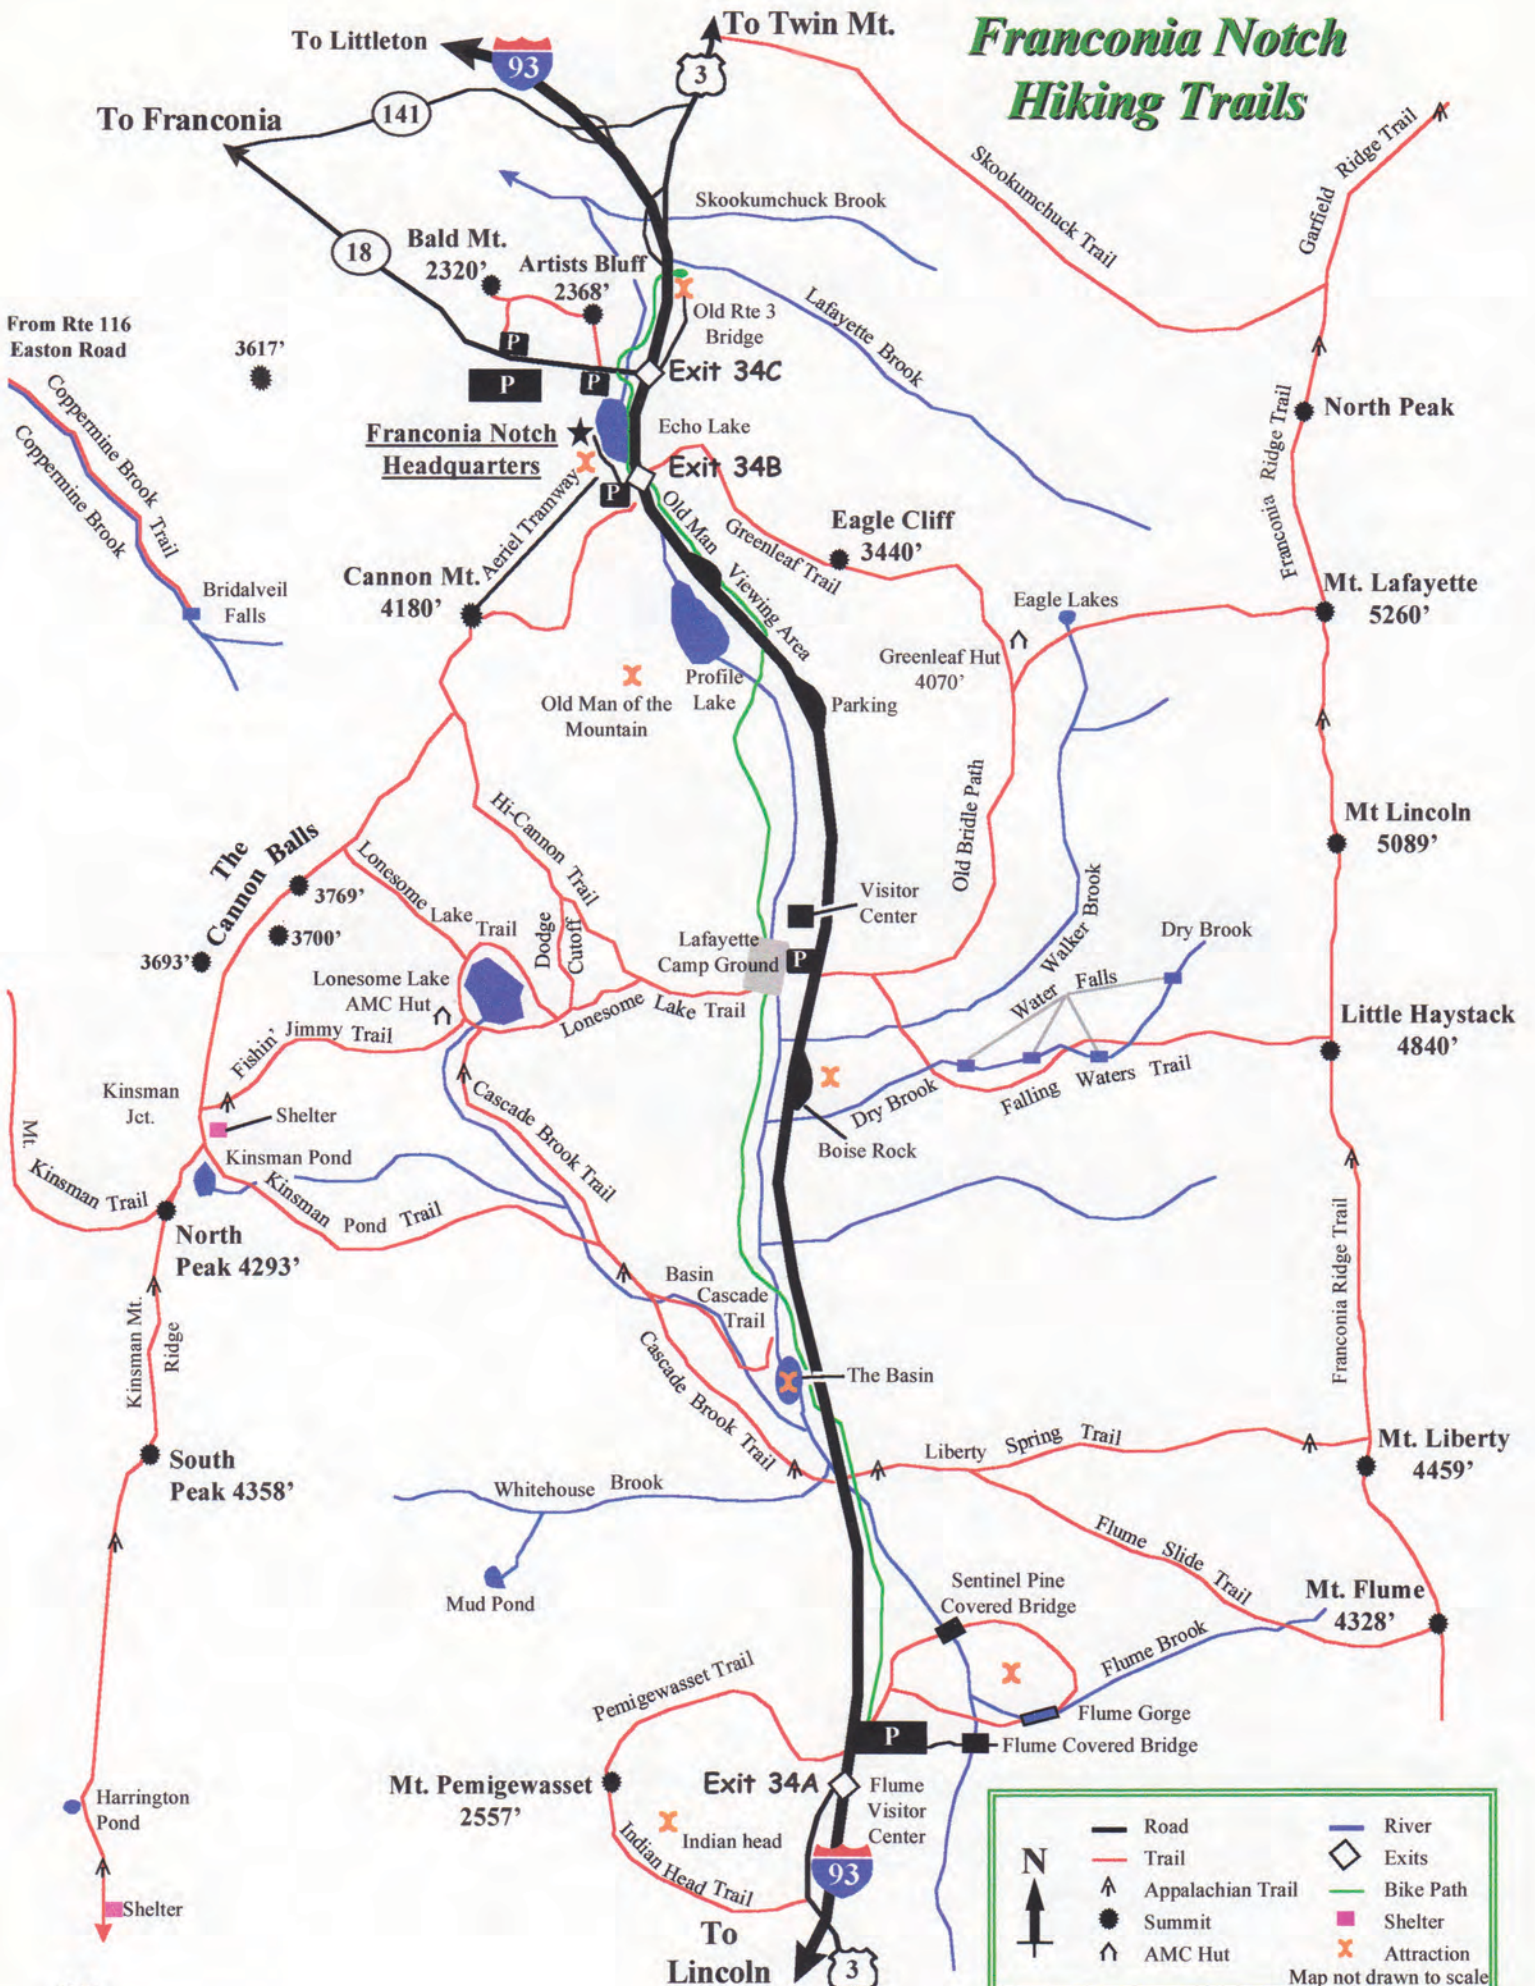 Franconia Notch
Hiking Trails
To Twin Mt.
To Littleton
93
3
To Franconia
141
18
Skookumchuck Brook
Skookumchuck Trail
Garfield Ridge Trail
Bald Mt.
2320'
Artists Bluff
2368'
Old Rte 3
Bridge
Lafayette Brook
From Rte 116
Easton Road
3617'
P
P
P
Exit 34C
Coppermine Brook Trail
Coppermine Brook
Franconia Notch
Headquarters
Echo Lake
Exit 34B
P
North Peak
Franconia Ridge Trail
Aeriel Tramway
Old Man Viewing Area
Greenleaf Trail
Eagle Cliff
3440'
Cannon Mt.
4180'
Bridalveil
Falls
Eagle Lakes
Mt. Lafayette
5260'
Greenleaf Hut
4070'
Old Man of the
Mountain
Profile
Lake
Parking
Old Bridle Path
Hi-Cannon Trail
Mt Lincoln
5089'
The
Cannon Balls
3769'
3700'
3693'
Lonesome Lake Trail
Dodge
Cutoff
Visitor
Center
Lafayette
Camp Ground
P
Walker Brook
Dry Brook
Water Falls
Lonesome Lake
AMC Hut
Lonesome Lake Trail
Fishin' Jimmy Trail
Little Haystack
4840'
Kinsman
Jct.
Shelter
Cascade Brook Trail
Dry Brook
Falling Waters Trail
Boise Rock
Mt. Kinsman Trail
Kinsman Pond
Kinsman Pond Trail
North
Peak 4293'
Basin
Cascade
Trail
Franconia Ridge Trail
Kinsman Mt.
Ridge
Cascade Brook Trail
The Basin
South
Peak 4358'
Liberty Spring Trail
Mt. Liberty
4459'
Whitehouse Brook
Mud Pond
Flume Slide Trail
Sentinel Pine
Covered Bridge
Mt. Flume
4328'
Flume Brook
Pemigewasset Trail
Flume Gorge
P
Flume Covered Bridge
Mt. Pemigewasset
2557'
Exit 34A
Flume
Visitor
Center
Indian head
Indian Head Trail
Harrington
Pond
Shelter
93
To
Lincoln
3
N
Road
Trail
Appalachian Trail
Summit
AMC Hut
River
Exits
Bike Path
Shelter
Attraction
Map not drawn to scale